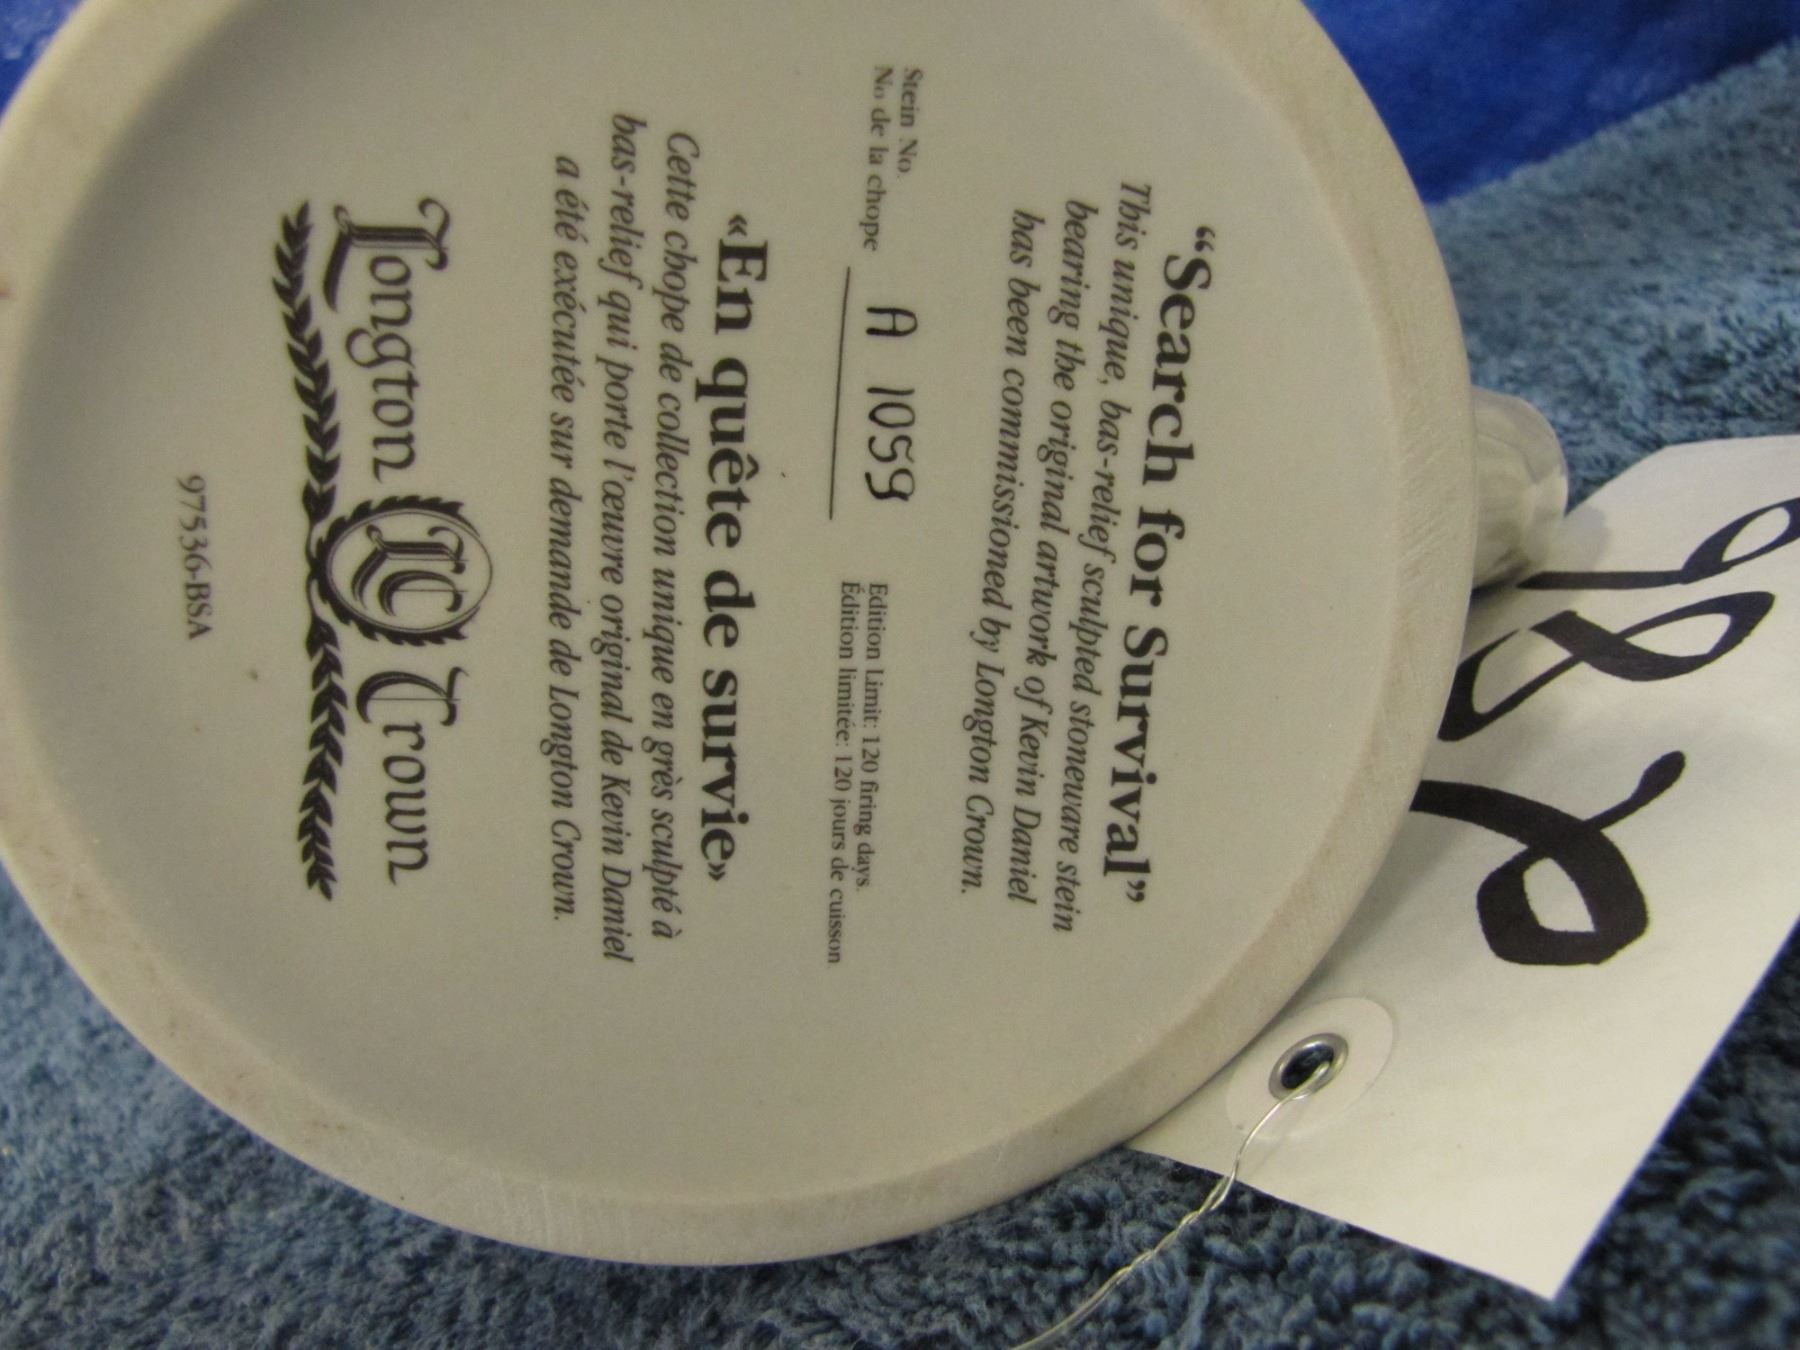 “Search for Survival”
This unique, bas-relief sculpted stoneware stein
bearing the original artwork of Kevin Daniel
has been commissioned by Longton Crown.
Stein No.
No de la chope
A 1059
Edition Limit: 120 firing days.
Édition limitée: 120 jours de cuisson.
«En quête de survie»
Cette chope de collection unique en grès sculpté à
bas-relief qui porte l'œuvre original de Kevin Daniel
a été exécutée sur demande de Longton Crown.
Longton LC Crown
97536-BSA